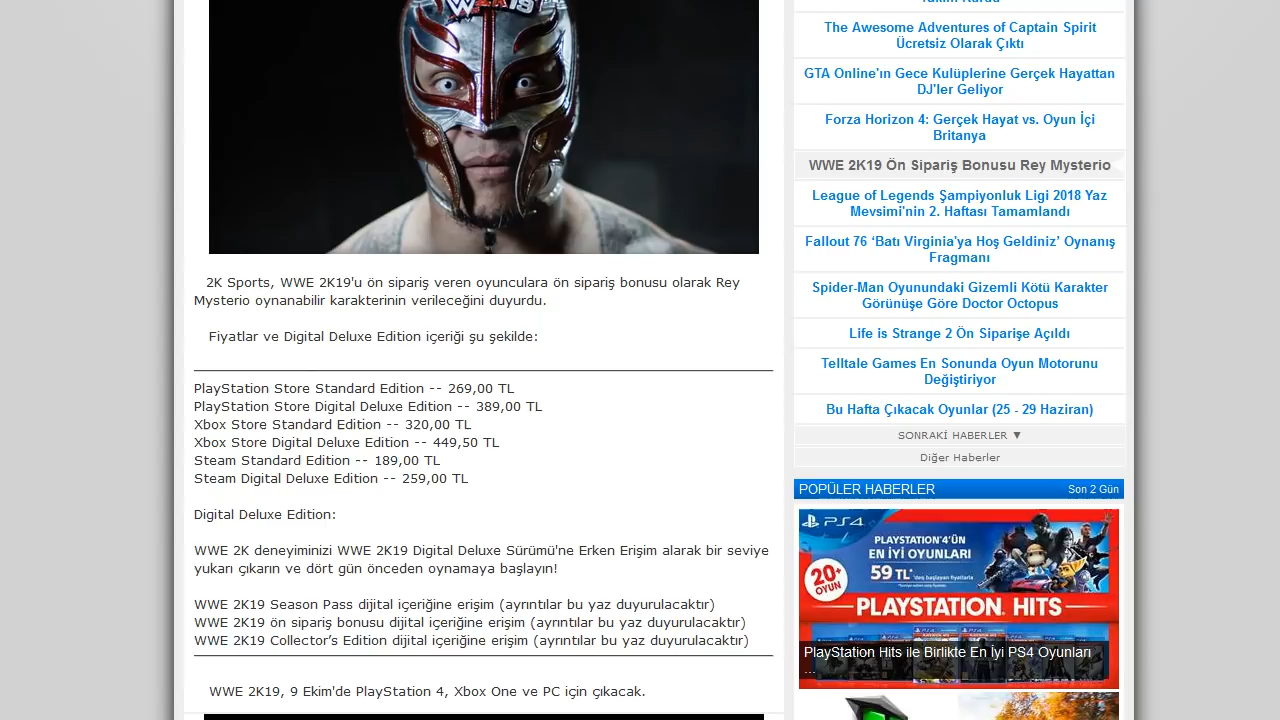 WWE 2K19
2K Sports, WWE 2K19'u ön sipariş veren oyunculara ön sipariş bonusu olarak Rey
Mysterio oynanabilir karakterinin verileceğini duyurdu.
Fiyatlar ve Digital Deluxe Edition içeriği şu şekilde:
PlayStation Store Standard Edition -- 269,00 TL
PlayStation Store Digital Deluxe Edition -- 389,00 TL
Xbox Store Standard Edition -- 320,00 TL
Xbox Store Digital Deluxe Edition -- 449,50 TL
Steam Standard Edition -- 189,00 TL
Steam Digital Deluxe Edition -- 259,00 TL
Digital Deluxe Edition:
WWE 2K deneyiminizi WWE 2K19 Digital Deluxe Sürümü'ne Erken Erişim alarak bir seviye
yukarı çıkarın ve dört gün önceden oynamaya başlayın!
WWE 2K19 Season Pass dijital içeriğine erişim (ayrıntılar bu yaz duyurulacaktır)
WWE 2K19 ön sipariş bonusu dijital içeriğine erişim (ayrıntılar bu yaz duyurulacaktır)
WWE 2K19 Collector's Edition dijital içeriğine erişim (ayrıntılar bu yaz duyurulacaktır)
WWE 2K19, 9 Ekim'de PlayStation 4, Xbox One ve PC için çıkacak.
The Awesome Adventures of Captain Spirit
Ücretsiz Olarak Çıktı
GTA Online'ın Gece Kulüplerine Gerçek Hayattan
DJ'ler Geliyor
Forza Horizon 4: Gerçek Hayat vs. Oyun İçi
Britanya
WWE 2K19 Ön Sipariş Bonusu Rey Mysterio
League of Legends Şampiyonluk Ligi 2018 Yaz
Mevsimi'nin 2. Haftası Tamamlandı
Fallout 76 ‘Batı Virginia'ya Hoş Geldiniz’ Oynanış
Fragmanı
Spider-Man Oyunundaki Gizemli Kötü Karakter
Görünüşe Göre Doctor Octopus
Life is Strange 2 Ön Siparişe Açıldı
Telltale Games En Sonunda Oyun Motorunu
Değiştiriyor
Bu Hafta Çıkacak Oyunlar (25 - 29 Haziran)
SONRAKİ HABERLER ▼
Diğer Haberler
POPÜLER HABERLER Son 2 Gün
PS4
PLAYSTATION'4'ÜN
EN İYİ OYUNLARI
20+
OYUN
59 TL*
*'den başlayan fiyatlarla
PLAYSTATION HITS
PlayStation Hits ile Birlikte En İyi PS4 Oyunları
...